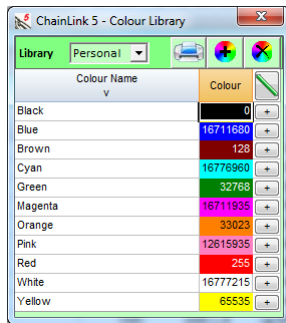 ChainLink 5 - Colour Library
Library Personal
Colour Name Colour
v
Black 0 +
Blue 16711680 +
Brown 128 +
Cyan 16776960 +
Green 32768 +
Magenta 16711935 +
Orange 33023 +
Pink 12615935 +
Red 255 +
White 16777215 +
Yellow 65535 +